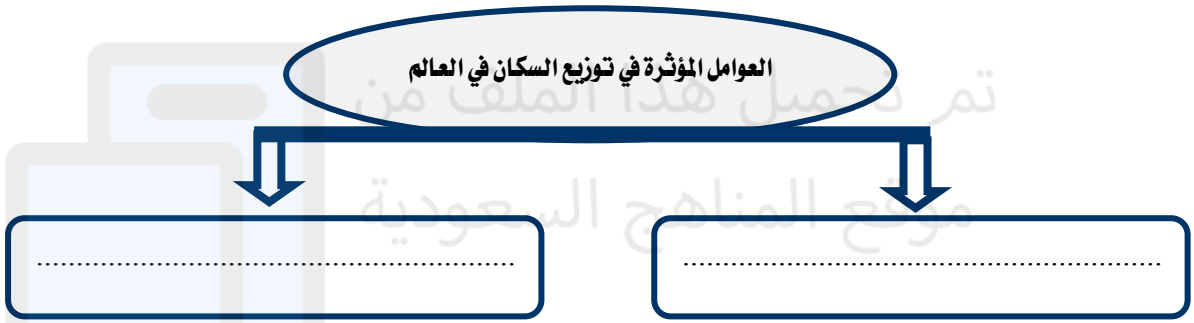 العوامل المؤثرة في توزيع السكان في العالم
تم تحميل هذا الملف من
موقع المناهج السعودية
........................................................
........................................................